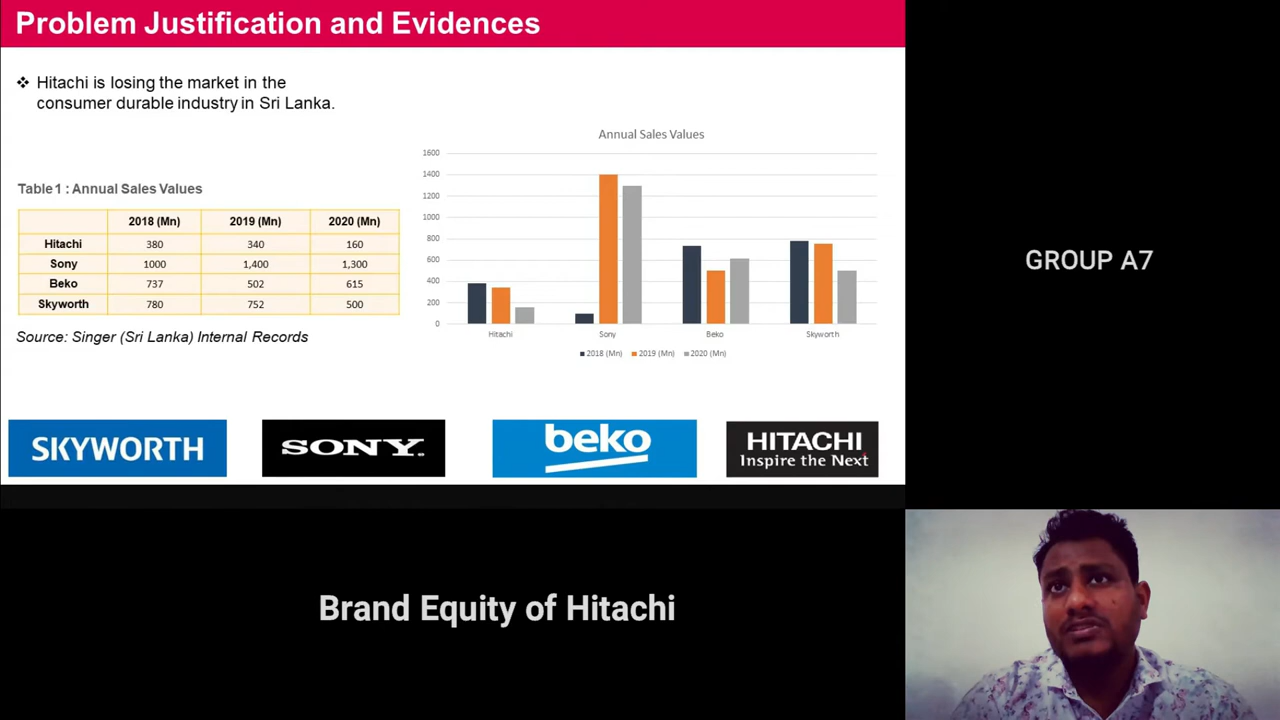 Problem Justification and Evidences
❖ Hitachi is losing the market in the
consumer durable industry in Sri Lanka.
Table 1 : Annual Sales Values
2018 (Mn) 2019 (Mn) 2020 (Mn)
Hitachi 380 340 160
Sony 1000 1,400 1,300
Beko 737 502 615
Skyworth 780 752 500
Source: Singer (Sri Lanka) Internal Records
Annual Sales Values
1600
1400
1200
1000
800
600
400
200
0
Hitachi Sony Beko Skyworth
2018 (Mn) 2019 (Mn) 2020 (Mn)
SKYWORTH
SONY
beko
HITACHI
Inspire the Next
GROUP A7
Brand Equity of Hitachi